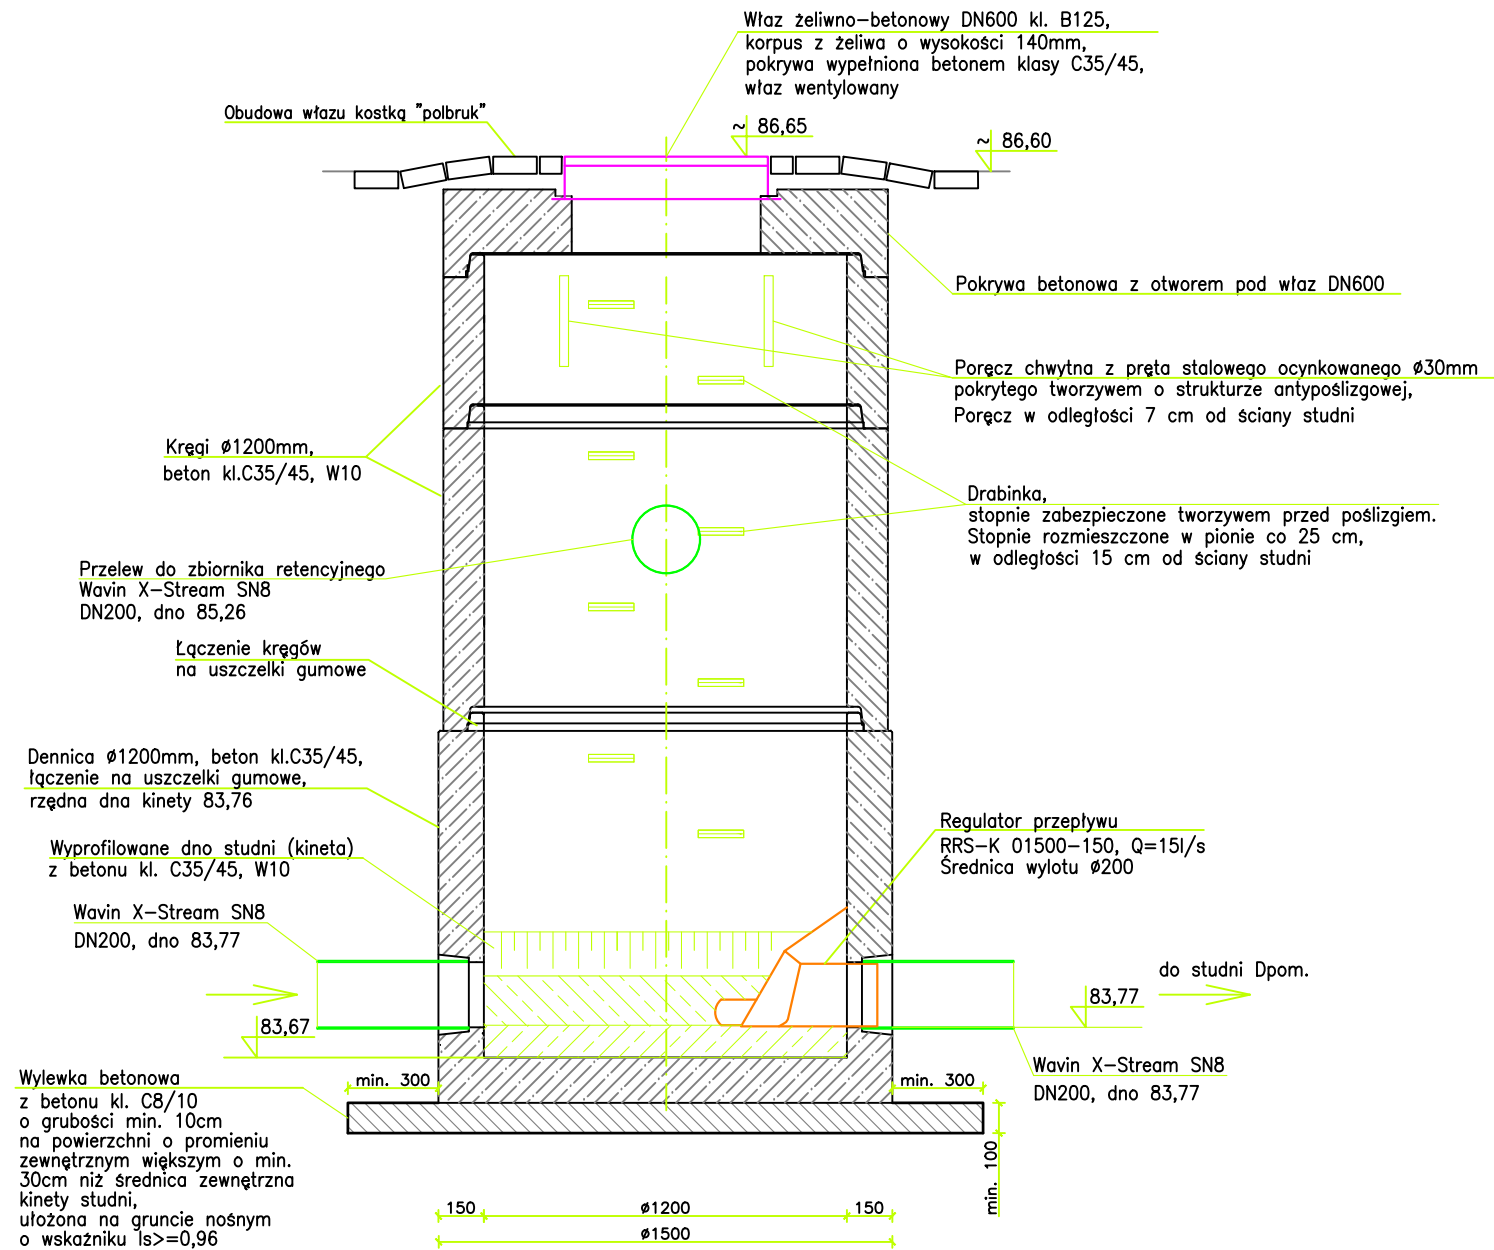 Właz żeliwno-betonowy DN600 kl. B125,
korpus z żeliwa o wysokości 140mm,
pokrywa wypełniona betonem klasy C35/45,
właz wentylowany
Obudowa włazu kostką "polbruk"
~ 86,65
~ 86,60
Pokrywa betonowa z otworem pod właz DN600
Poręcz chwytna z pręta stalowego ocynkowanego ø30mm
pokrytego tworzywem o strukturze antypoślizgowej,
Poręcz w odległości 7 cm od ściany studni
Kręgi ø1200mm,
beton kl.C35/45, W10
Drabinka,
stopnie zabezpieczone tworzywem przed poślizgiem.
Stopnie rozmieszczone w pionie co 25 cm,
w odległości 15 cm od ściany studni
Przelew do zbiornika retencyjnego
Wavin X-Stream SN8
DN200, dno 85,26
Łączenie kręgów
na uszczelki gumowe
Dennica ø1200mm, beton kl.C35/45,
łączenie na uszczelki gumowe,
rzędna dna kinety 83,76
Regulator przepływu
RRS-K 01500-150, Q=15l/s
Średnica wylotu ø200
Wyprofilowane dno studni (kineta)
z betonu kl. C35/45, W10
Wavin X-Stream SN8
DN200, dno 83,77
do studni Dpom.
83,77
83,67
Wavin X-Stream SN8
DN200, dno 83,77
min. 300
min. 300
Wylewka betonowa
z betonu kl. C8/10
o grubości min. 10cm
na powierzchni o promieniu
zewnętrznym większym o min.
30cm niż średnica zewnętrzna
kinety studni,
ułożona na gruncie nośnym
o wskaźniku Is>=0,96
min. 100
150
ø1200
150
ø1500